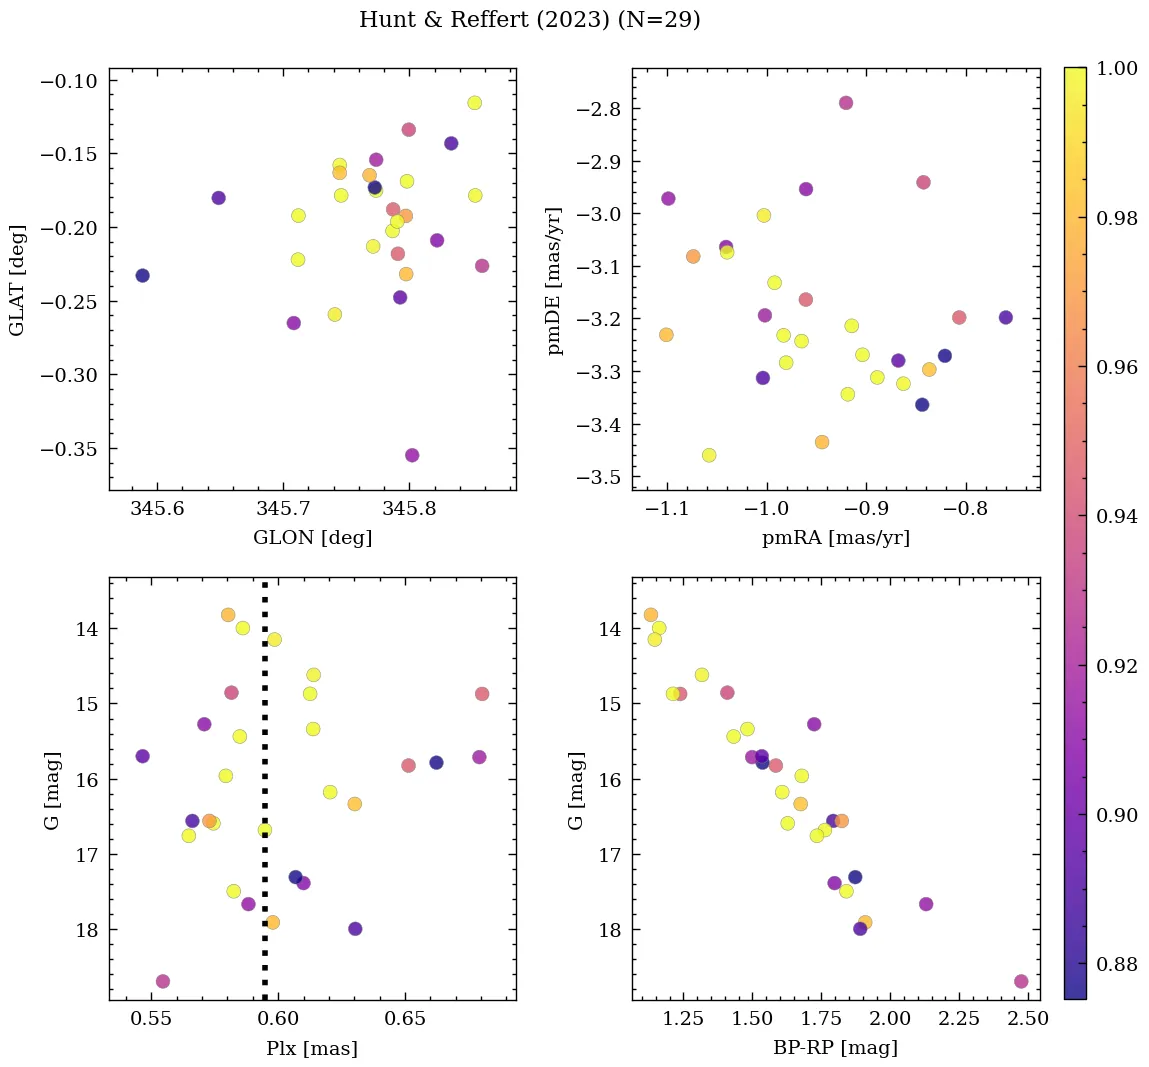 Hunt & Reffert (2023) (N=29)
−0.10
−0.15
−0.20
−0.25
−0.30
−0.35
GLAT [deg]
345.6 345.7 345.8
GLON [deg]
−2.8
−2.9
−3.0
−3.1
−3.2
−3.3
−3.4
−3.5
pmDE [mas/yr]
−1.1 −1.0 −0.9 −0.8
pmRA [mas/yr]
14
15
16
17
18
G [mag]
0.55 0.60 0.65
Plx [mas]
14
15
16
17
18
G [mag]
1.25 1.50 1.75 2.00 2.25 2.50
BP-RP [mag]
1.00
0.98
0.96
0.94
0.92
0.90
0.88